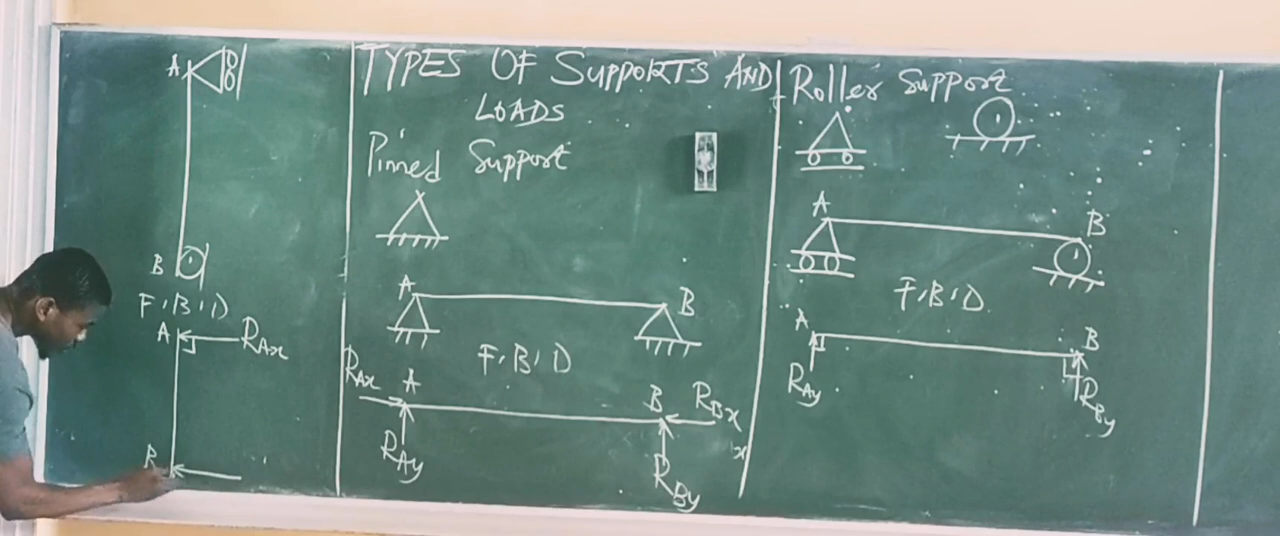 A
B
F.B.D
A
RAx
B
TYPES OF SUPPORTS AND
LOADS
Pinned Support
A
B
F.B.D
RAx
A
B
RBx
x
RAy
RBy
Roller Support
A
B
F.B.D
A
B
RAy
RBy